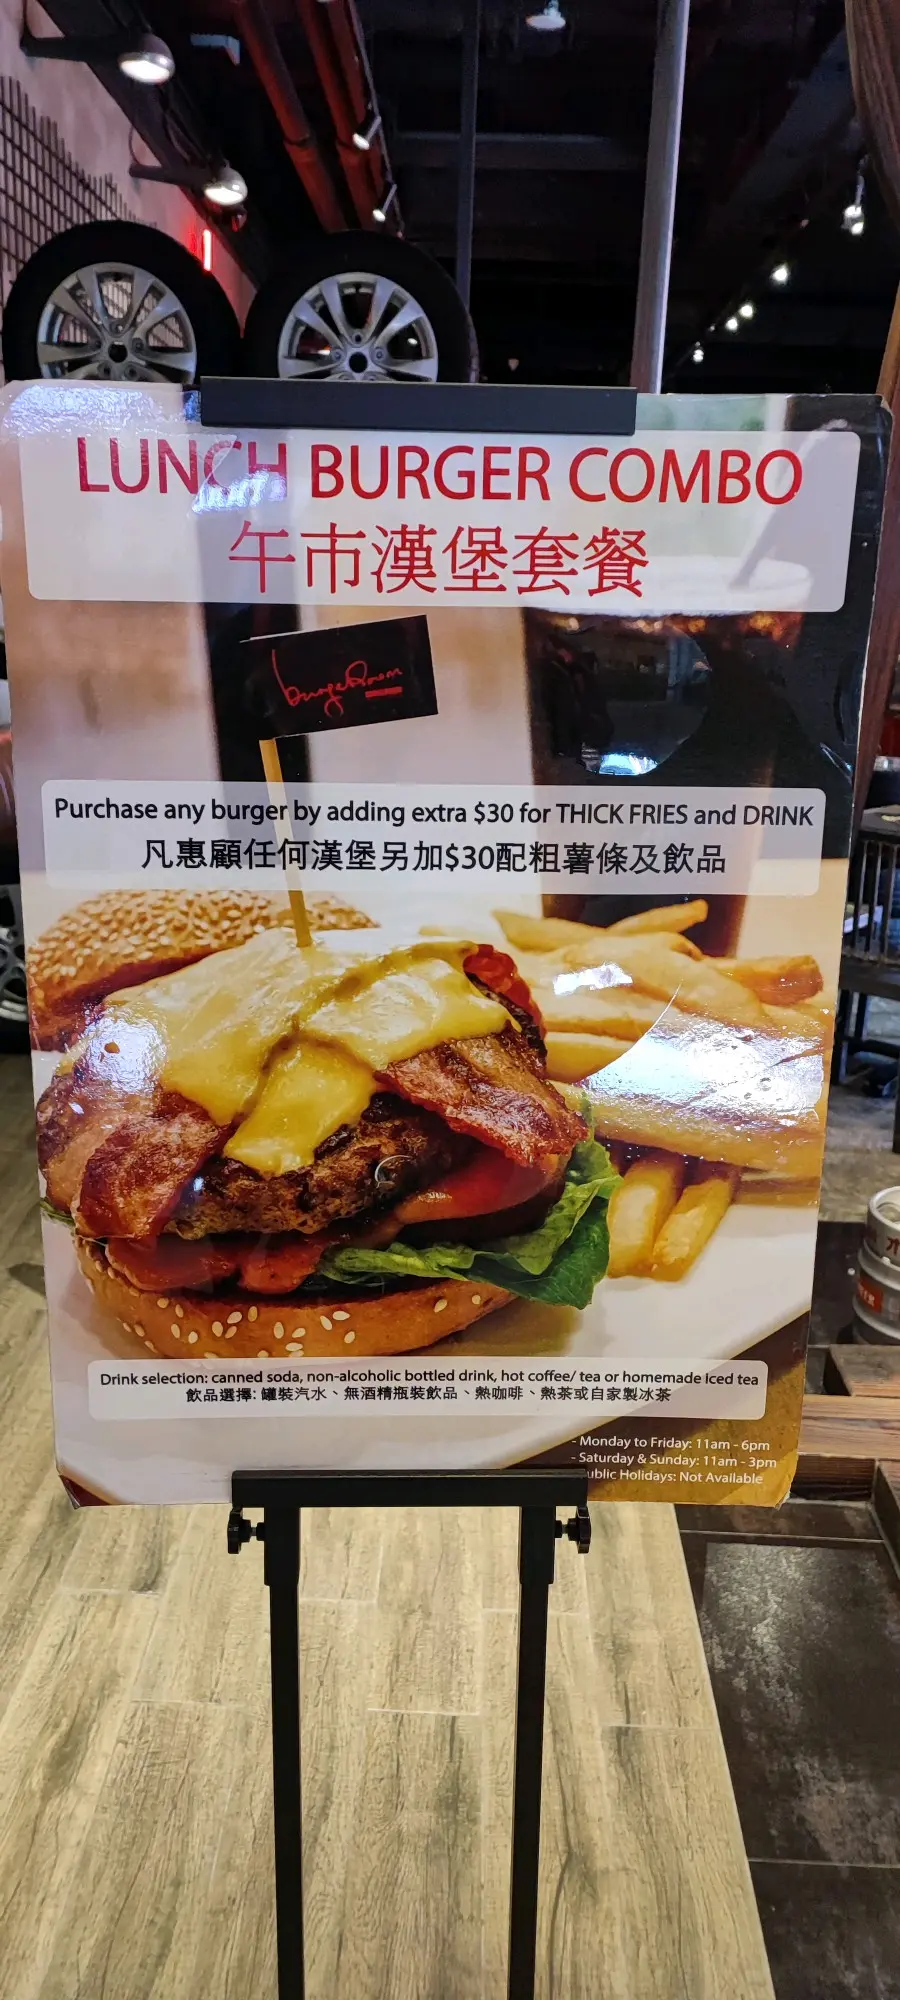 LUNCH BURGER COMBO
午市漢堡套餐
burgeRoom
Purchase any burger by adding extra $30 for THICK FRIES and DRINK
凡惠顧任何漢堡另加$30配粗薯條及飲品
Drink selection: canned soda, non-alcoholic bottled drink, hot coffee/ tea or homemade iced tea
飲品選擇: 罐裝汽水、無酒精瓶裝飲品、熱咖啡、熱茶或自家製冰茶
- Monday to Friday: 11am - 6pm
- Saturday & Sunday: 11am - 3pm
ublic Holidays: Not Available